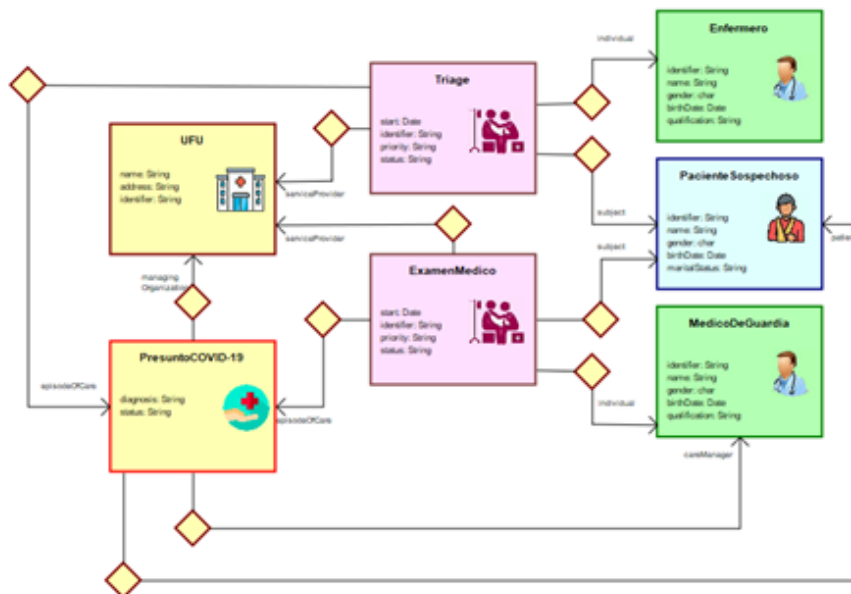 Enfermero
identifier: String
name: String
gender: char
birthDate: Date
qualification: String
individual
Triage
start: Date
identifier: String
priority: String
status: String
UFU
name: String
address: String
identifier: String
serviceProvider
subject
PacienteSospechoso
identifier: String
name: String
gender: char
birthDate: Date
maritalStatus: String
serviceProvider
subject
managing
Organization
ExamenMedico
start: Date
identifier: String
priority: String
status: String
MedicoDeGuardia
identifier: String
name: String
gender: char
birthDate: Date
qualification: String
individual
PresuntoCOVID-19
diagnosis: String
status: String
episodeOfCare
episodeOfCare
careManager